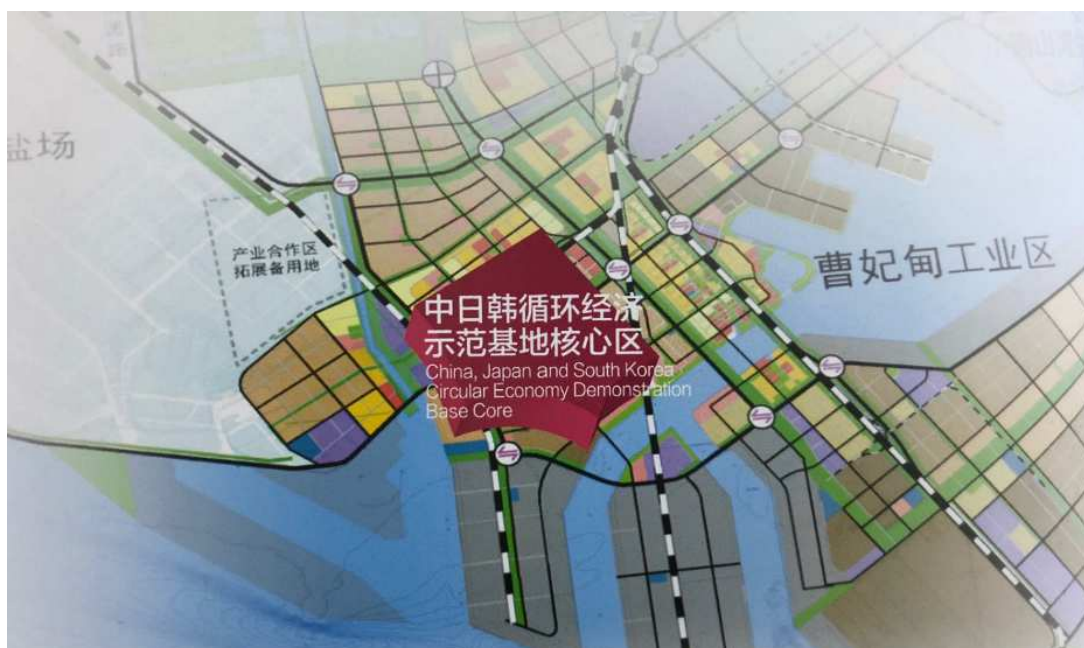 盐场
产业合作区
拓展备用地
曹妃甸工业区
中日韩循环经济
示范基地核心区
China, Japan and South Korea
Circular Economy Demonstration
Base Core